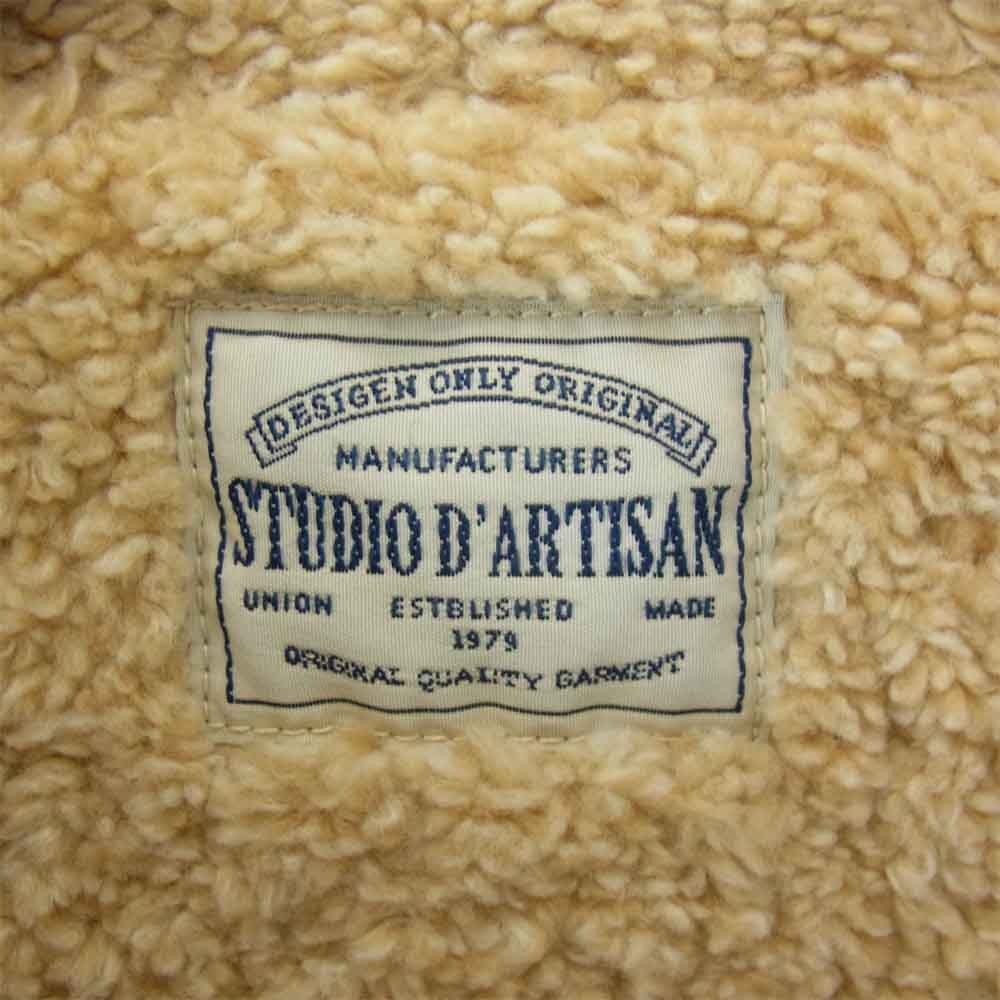 DESIGEN ONLY ORIGINAL
MANUFACTURERS
STUDIO D'ARTISAN
UNION ESTBLISHED MADE
1979
ORIGINAL QUALITY GARMENT